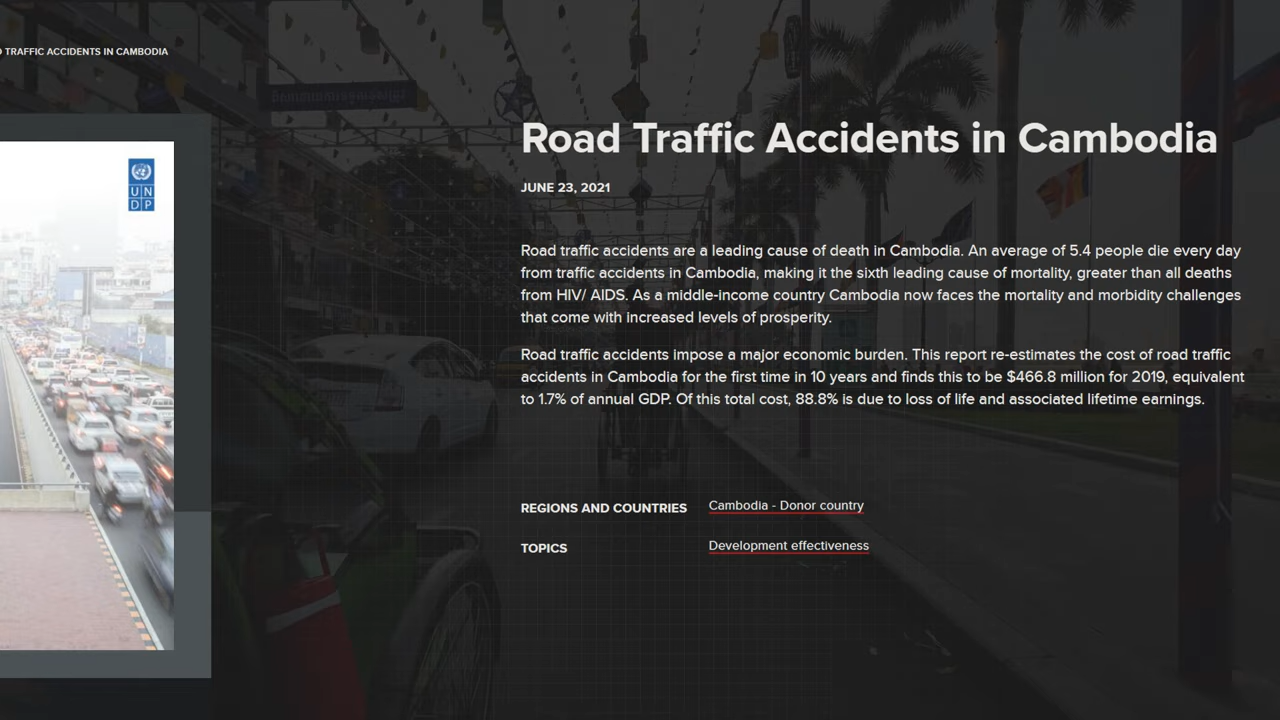 TRAFFIC ACCIDENTS IN CAMBODIA
UN
DP
Road Traffic Accidents in Cambodia
JUNE 23, 2021
Road traffic accidents are a leading cause of death in Cambodia. An average of 5.4 people die every day
from traffic accidents in Cambodia, making it the sixth leading cause of mortality, greater than all deaths
from HIV/ AIDS. As a middle-income country Cambodia now faces the mortality and morbidity challenges
that come with increased levels of prosperity.
Road traffic accidents impose a major economic burden. This report re-estimates the cost of road traffic
accidents in Cambodia for the first time in 10 years and finds this to be $466.8 million for 2019, equivalent
to 1.7% of annual GDP. Of this total cost, 88.8% is due to loss of life and associated lifetime earnings.
REGIONS AND COUNTRIES Cambodia - Donor country
TOPICS Development effectiveness